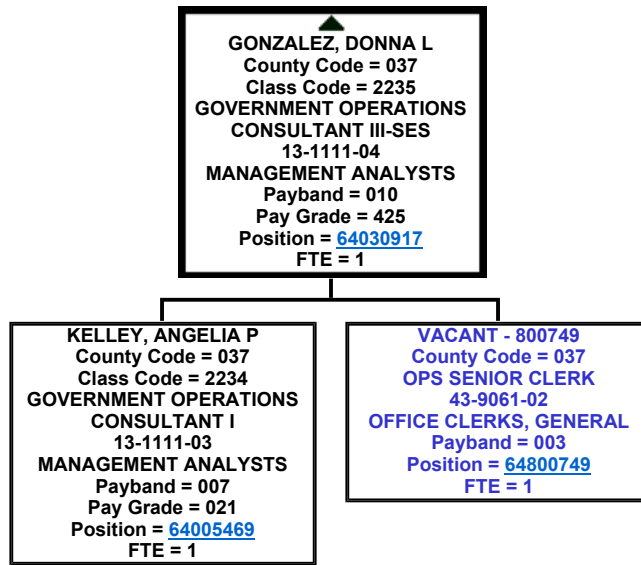 GONZALEZ, DONNA L
County Code = 037
Class Code = 2235
GOVERNMENT OPERATIONS
CONSULTANT III-SES
13-1111-04
MANAGEMENT ANALYSTS
Payband = 010
Pay Grade = 425
Position = 64030917
FTE = 1
KELLEY, ANGELIA P
County Code = 037
Class Code = 2234
GOVERNMENT OPERATIONS
CONSULTANT I
13-1111-03
MANAGEMENT ANALYSTS
Payband = 007
Pay Grade = 021
Position = 64005469
FTE = 1
VACANT - 800749
County Code = 037
OPS SENIOR CLERK
43-9061-02
OFFICE CLERKS, GENERAL
Payband = 003
Position = 64800749
FTE = 1